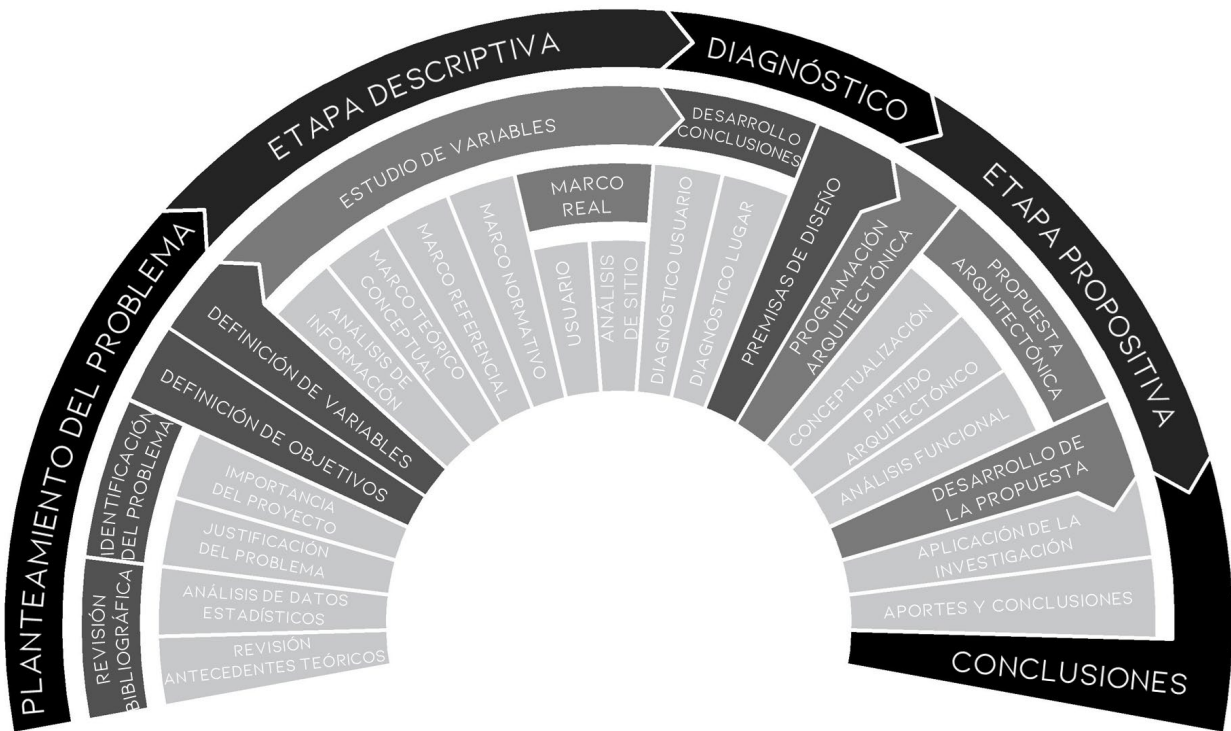 PLANTEAMIENTO DEL PROBLEMA
ETAPA DESCRIPTIVA
DIAGNÓSTICO
ETAPA PROPOSITIVA
CONCLUSIONES
REVISIÓN
BIBLIOGRÁFICA
IDENTIFICACIÓN
DEL PROBLEMA
REVISIÓN
ANTECEDENTES TEÓRICOS
ANÁLISIS DE DATOS
ESTADÍSTICOS
JUSTIFICACIÓN
DEL PROBLEMA
IMPORTANCIA
DEL PROYECTO
DEFINICIÓN DE OBJETIVOS
DEFINICIÓN DE VARIABLES
ESTUDIO DE VARIABLES
ANÁLISIS DE
INFORMACIÓN
MARCO TEÓRICO
CONCEPTUAL
MARCO REFERENCIAL
MARCO NORMATIVO
MARCO
REAL
USUARIO
ANÁLISIS
DE SITIO
DESARROLLO
CONCLUSIONES
DIAGNÓSTICO USUARIO
DIAGNÓSTICO LUGAR
PREMISAS DE DISEÑO
PROGRAMACIÓN
ARQUITECTÓNICA
PROPUESTA
ARQUITECTÓNICA
CONCEPTUALIZACIÓN
PARTIDO
ARQUITECTÓNICO
ANÁLISIS FUNCIONAL
DESARROLLO DE
LA PROPUESTA
APLICACIÓN DE LA
INVESTIGACIÓN
APORTES Y CONCLUSIONES